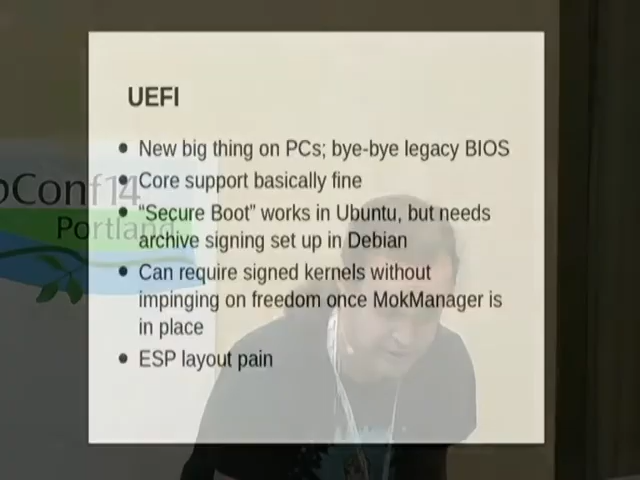 UEFI
• New big thing on PCs; bye-bye legacy BIOS
• Core support basically fine
• “Secure Boot” works in Ubuntu, but needs
archive signing set up in Debian
• Can require signed kernels without
impinging on freedom once MokManager is
in place
• ESP layout pain
bConf14
Portland